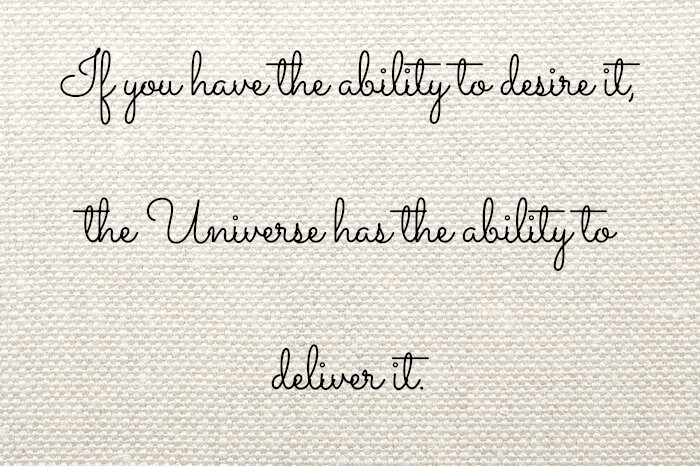 If you have the ability to desire it,
the Universe has the ability to
deliver it.